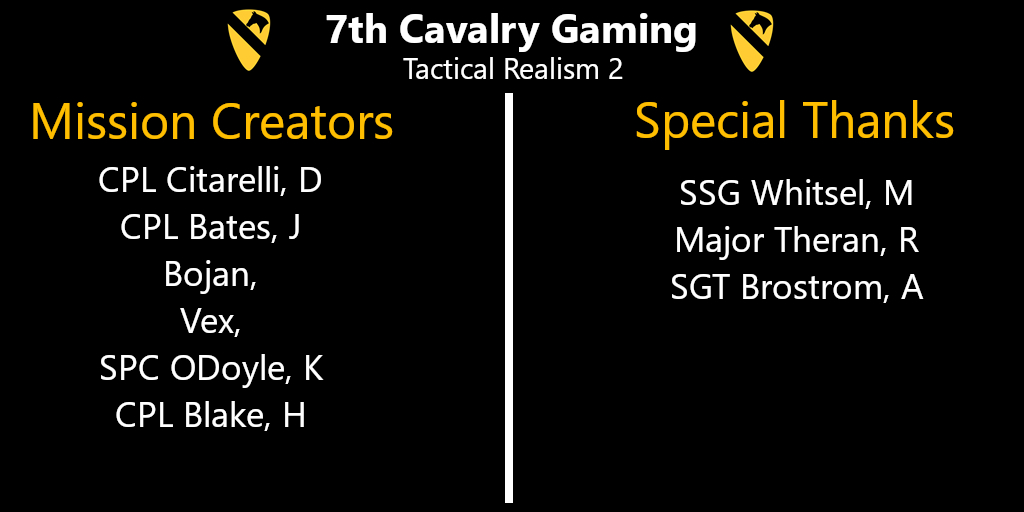 7th Cavalry Gaming
Tactical Realism 2
Mission Creators
CPL Citarelli, D
CPL Bates, J
Bojan,
Vex,
SPC ODoyle, K
CPL Blake, H
Special Thanks
SSG Whitsel, M
Major Theran, R
SGT Brostrom, A